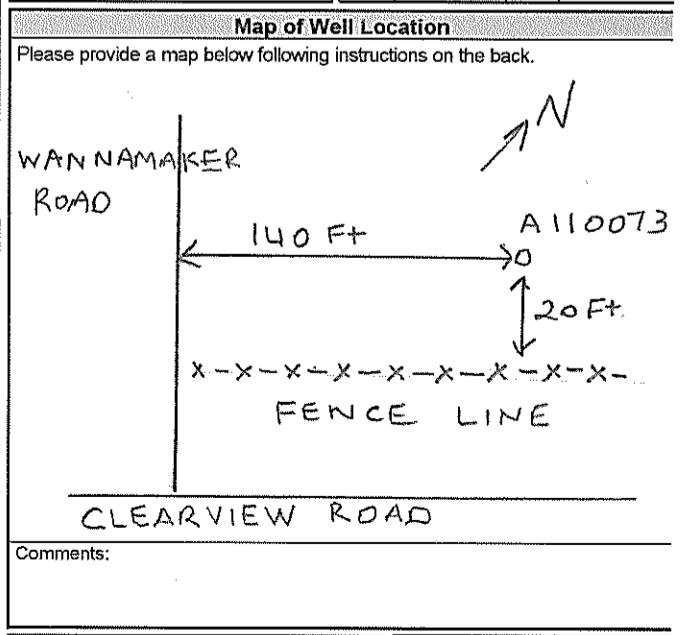 Map of Well Location
Please provide a map below following instructions on the back.
N
WANNAMAKER
ROAD
A110073
140 Ft
20 Ft.
x-x-x-x-x-x-x-x-x-
FENCE LINE
CLEARVIEW ROAD
Comments: